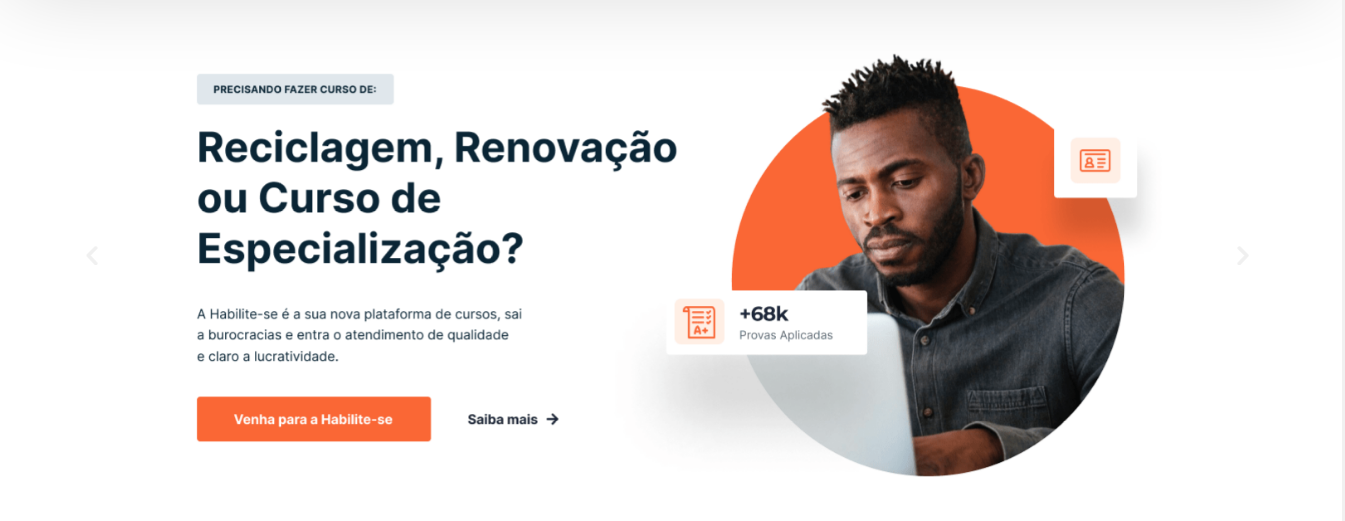 PRECISANDO FAZER CURSO DE:
Reciclagem, Renovação
ou Curso de
Especialização?
A Habilite-se é a sua nova plataforma de cursos, sai
a burocracias e entra o atendimento de qualidade
e claro a lucratividade.
Venha para a Habilite-se
Saiba mais →
A+
+68k
Provas Aplicadas